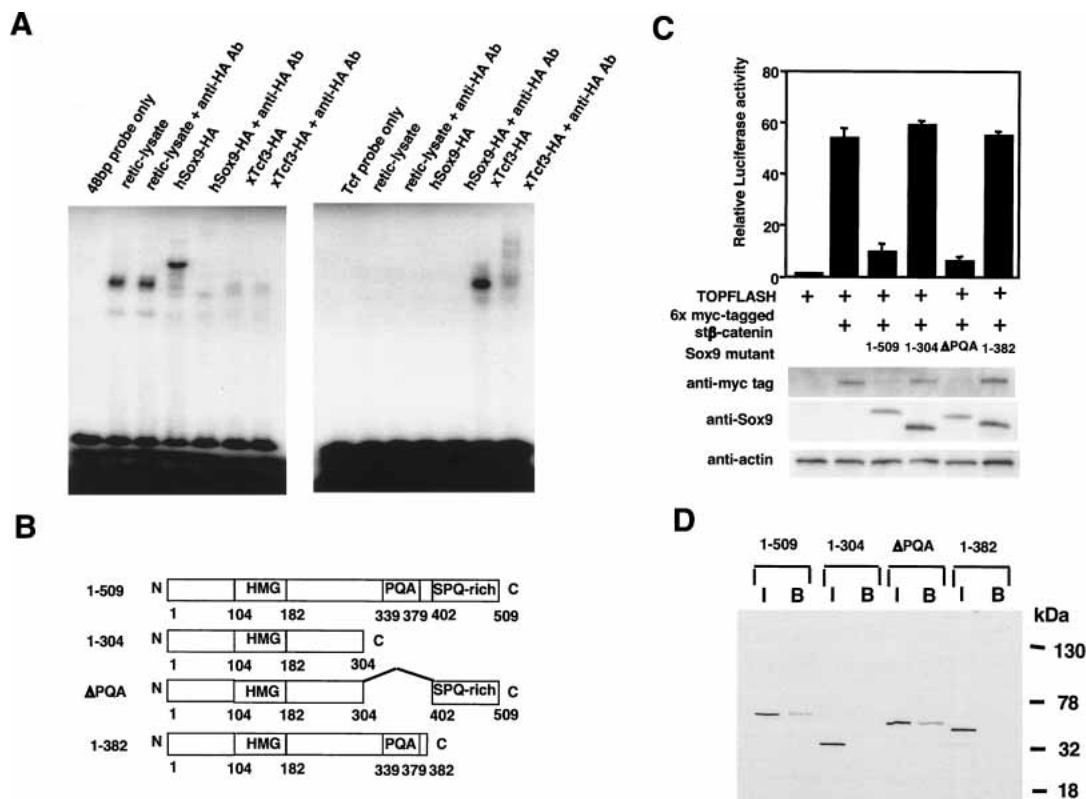 A
48bp probe only
retic-lysate
retic-lysate + anti-HA Ab
hSox9-HA
hSox9-HA + anti-HA Ab
xTcf3-HA
xTcf3-HA + anti-HA Ab
Tcf probe only
retic-lysate
retic-lysate + anti-HA Ab
hSox9-HA
hSox9-HA + anti-HA Ab
xTcf3-HA
xTcf3-HA + anti-HA Ab
B
1-509 N HMG PQA SPQ-rich C
1 104 182 339 379 402 509
1-304 N HMG C
1 104 182 304
ΔPQA N HMG SPQ-rich C
1 104 182 304 402 509
1-382 N HMG PQA C
1 104 182 339 379 382
C
Relative Luciferase activity
80
60
40
20
0
TOPFLASH + + + + + +
6x myc-tagged
stβ-catenin + + + + +
Sox9 mutant 1-509 1-304 ΔPQA 1-382
anti-myc tag
anti-Sox9
anti-actin
D
1-509 1-304 ΔPQA 1-382
I B I B I B I B
kDa
130
78
32
18